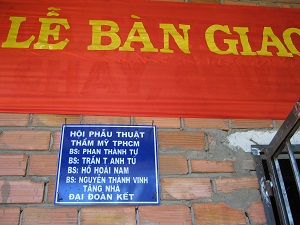 LỄ BÀN GIAO
HỘI PHẪU THUẬT
THẨM MỸ TPHCM
BS: PHAN THÀNH TỰ
BS: TRẦN T ANH TÚ
BS: HỒ HOÀI NAM
BS: NGUYỄN THÀNH VINH
TẶNG NHÀ
ĐẠI ĐOÀN KẾT